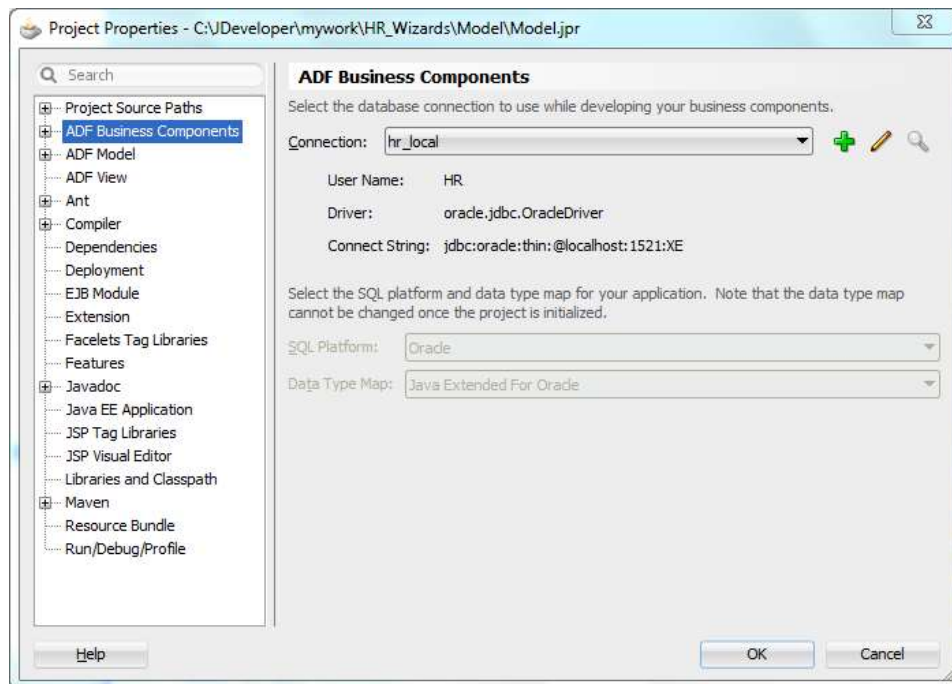 Project Properties - C:\JDeveloper\mywork\HR_Wizards\Model\Model.jpr
Search
Project Source Paths
ADF Business Components
ADF Model
ADF View
Ant
Compiler
Dependencies
Deployment
EJB Module
Extension
Facelets Tag Libraries
Features
Javadoc
Java EE Application
JSP Tag Libraries
JSP Visual Editor
Libraries and Classpath
Maven
Resource Bundle
Run/Debug/Profile
ADF Business Components
Select the database connection to use while developing your business components.
Connection: hr_local
User Name: HR
Driver: oracle.jdbc.OracleDriver
Connect String: jdbc:oracle:thin:@localhost:1521:XE
Select the SQL platform and data type map for your application. Note that the data type map
cannot be changed once the project is initialized.
SQL Platform: Oracle
Data Type Map: Java Extended For Oracle
Help OK Cancel